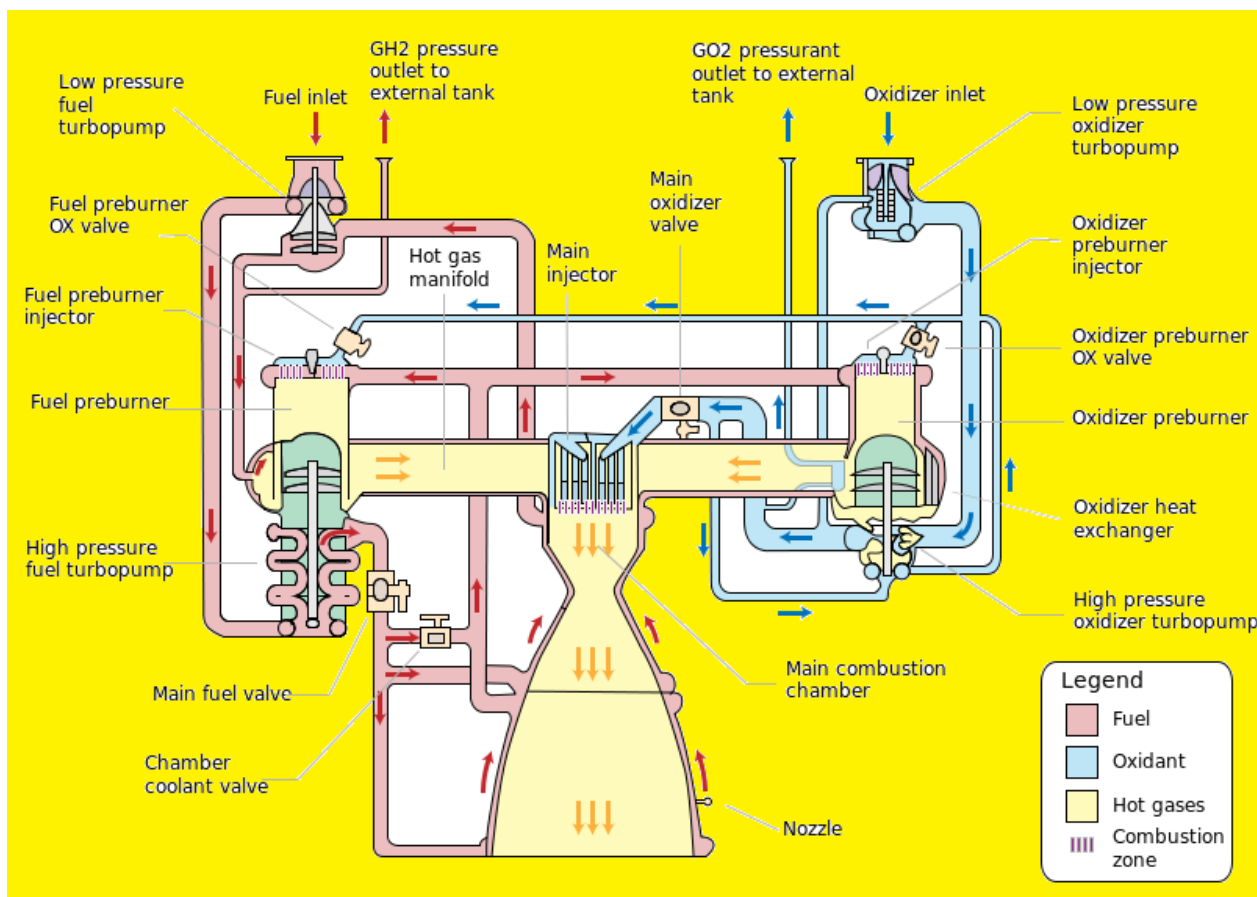 GH2 pressure
outlet to
external tank
GO2 pressurant
outlet to external
tank
Low pressure
fuel
turbopump
Fuel inlet
Oxidizer inlet
Low pressure
oxidizer
turbopump
Fuel preburner
OX valve
Main
oxidizer
valve
Hot gas
manifold
Main
injector
Oxidizer
preburner
injector
Fuel preburner
injector
Oxidizer preburner
OX valve
Fuel preburner
Oxidizer preburner
Oxidizer heat
exchanger
High pressure
fuel turbopump
High pressure
oxidizer turbopump
Main fuel valve
Main combustion
chamber
Chamber
coolant valve
Nozzle
Legend
Fuel
Oxidant
Hot gases
Combustion
zone